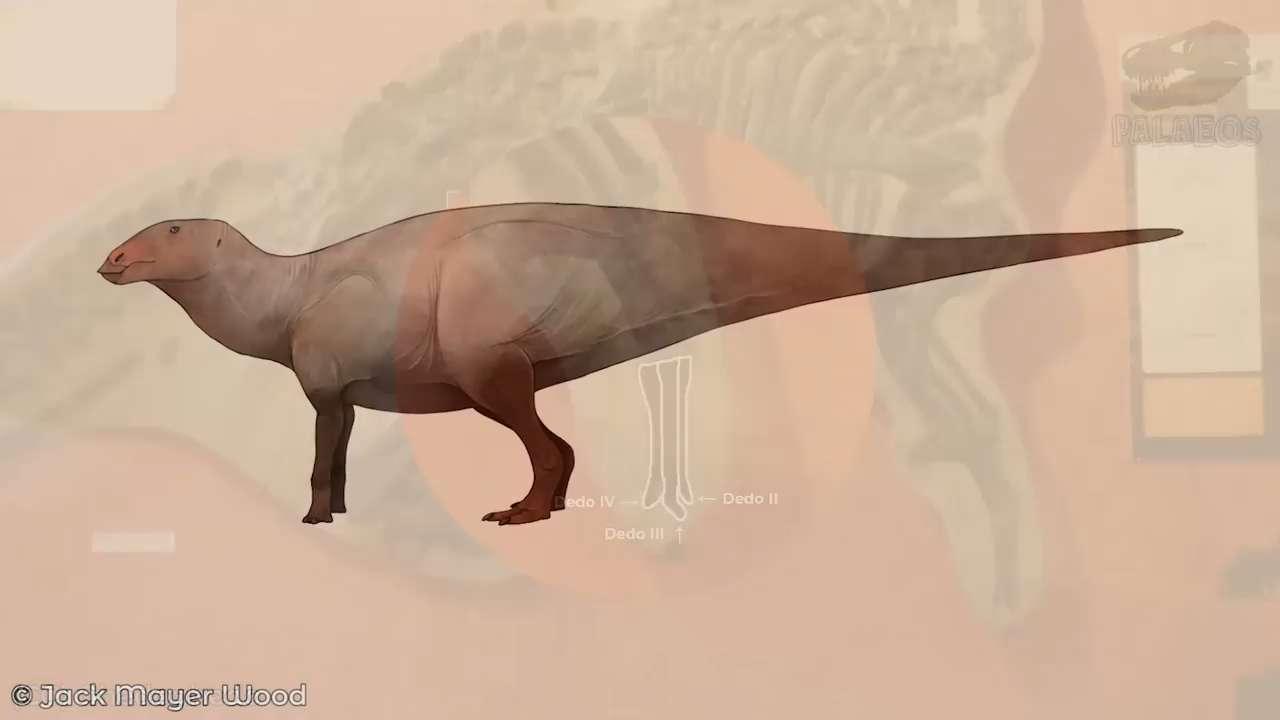 PALAEOS
Dedo IV
Dedo II
Dedo III
© Jack Mayer Wood